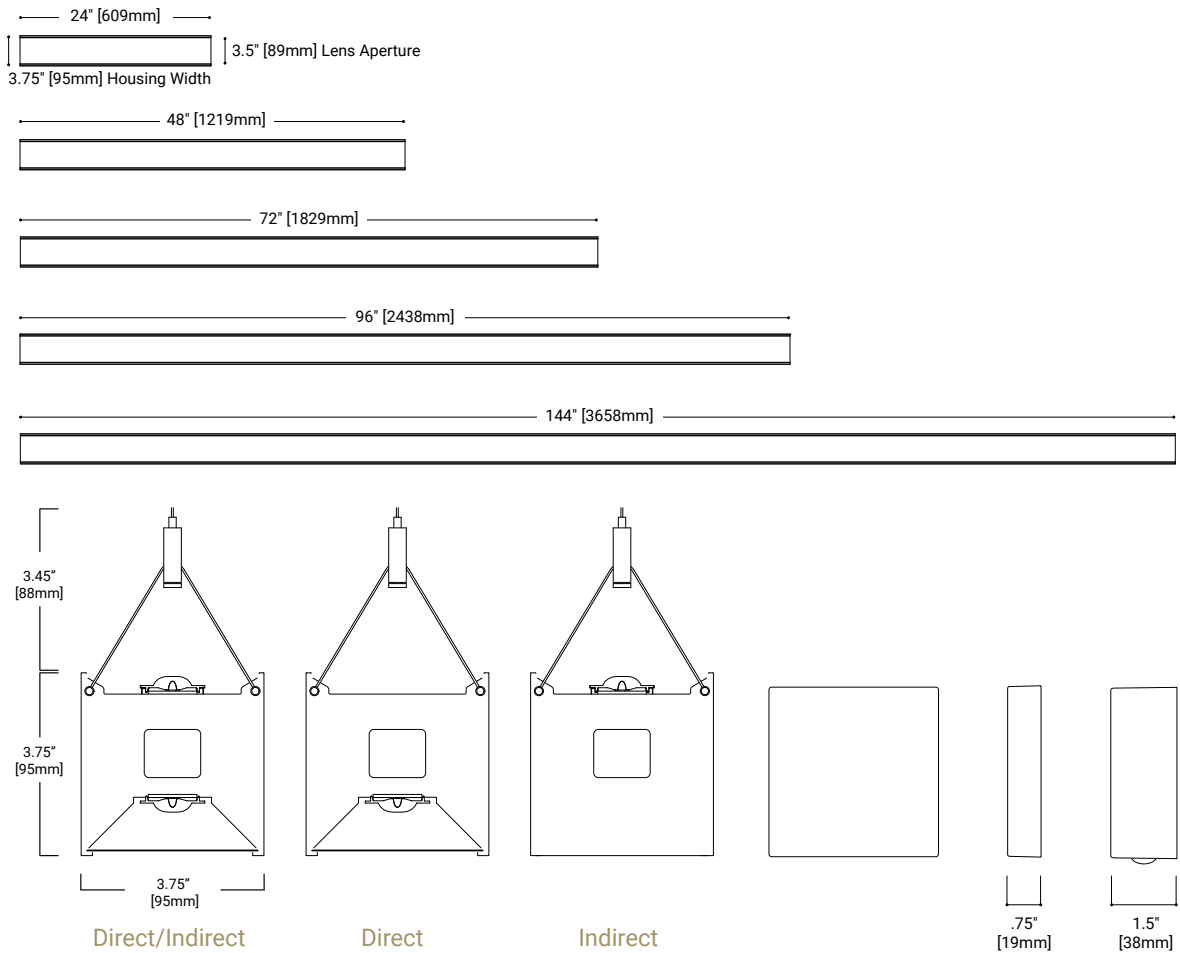 24" [609mm]
3.5" [89mm] Lens Aperture
3.75" [95mm] Housing Width
48" [1219mm]
72" [1829mm]
96" [2438mm]
144" [3658mm]
3.45”
[88mm]
3.75”
[95mm]
3.75”
[95mm]
.75"
[19mm]
1.5"
[38mm]
Direct/Indirect
Direct
Indirect